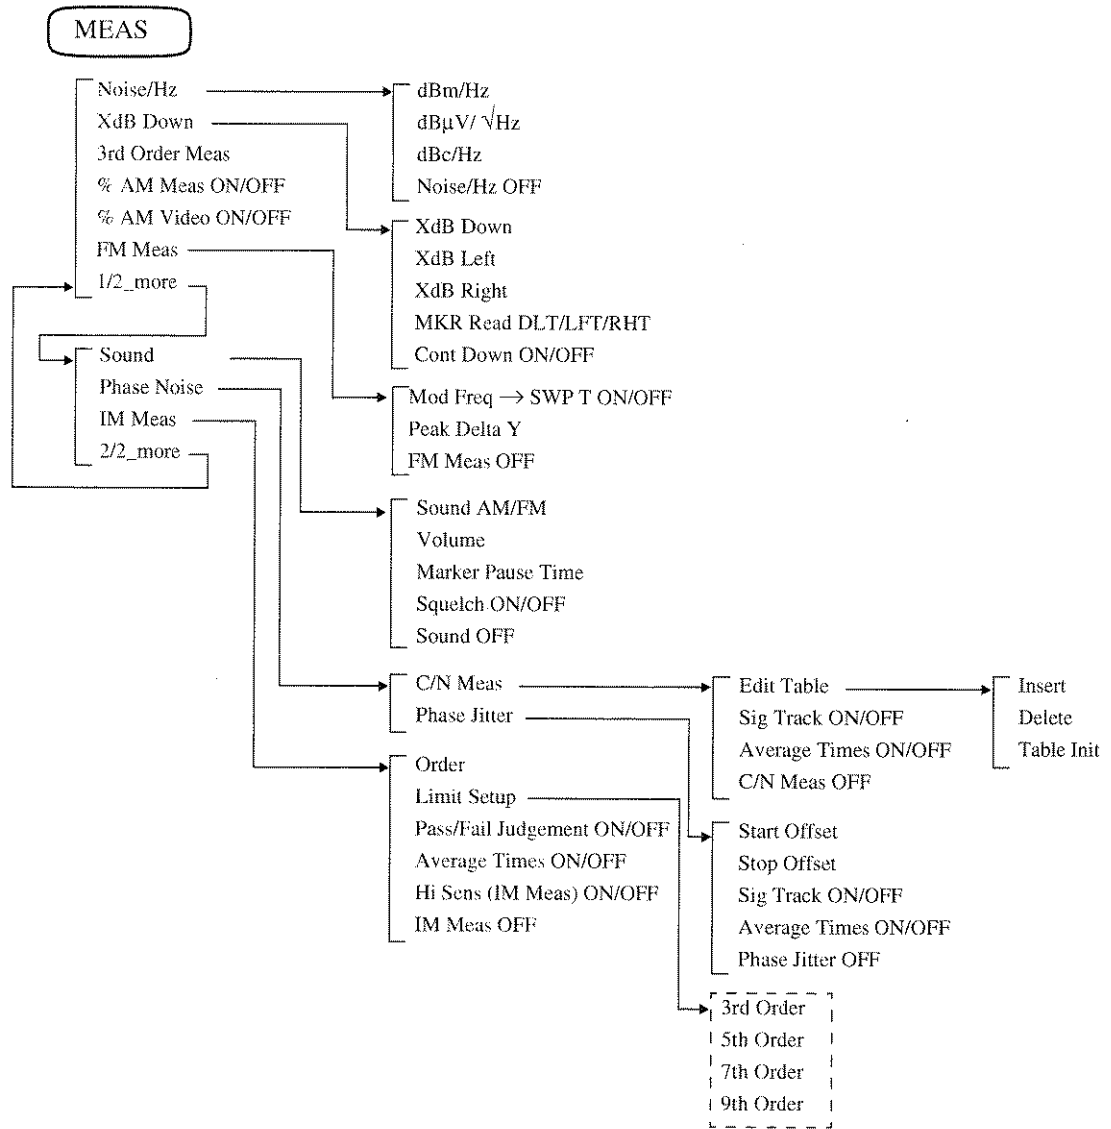 MEAS
Noise/Hz
XdB Down
3rd Order Meas
% AM Meas ON/OFF
% AM Video ON/OFF
FM Meas
1/2_more
Sound
Phase Noise
IM Meas
2/2_more
dBm/Hz
dBμV/ √Hz
dBc/Hz
Noise/Hz OFF
XdB Down
XdB Left
XdB Right
MKR Read DLT/LFT/RHT
Cont Down ON/OFF
Mod Freq → SWP T ON/OFF
Peak Delta Y
FM Meas OFF
Sound AM/FM
Volume
Marker Pause Time
Squelch ON/OFF
Sound OFF
C/N Meas
Phase Jitter
Order
Limit Setup
Pass/Fail Judgement ON/OFF
Average Times ON/OFF
Hi Sens (IM Meas) ON/OFF
IM Meas OFF
Edit Table
Sig Track ON/OFF
Average Times ON/OFF
C/N Meas OFF
Insert
Delete
Table Init
Start Offset
Stop Offset
Sig Track ON/OFF
Average Times ON/OFF
Phase Jitter OFF
3rd Order
5th Order
7th Order
9th Order